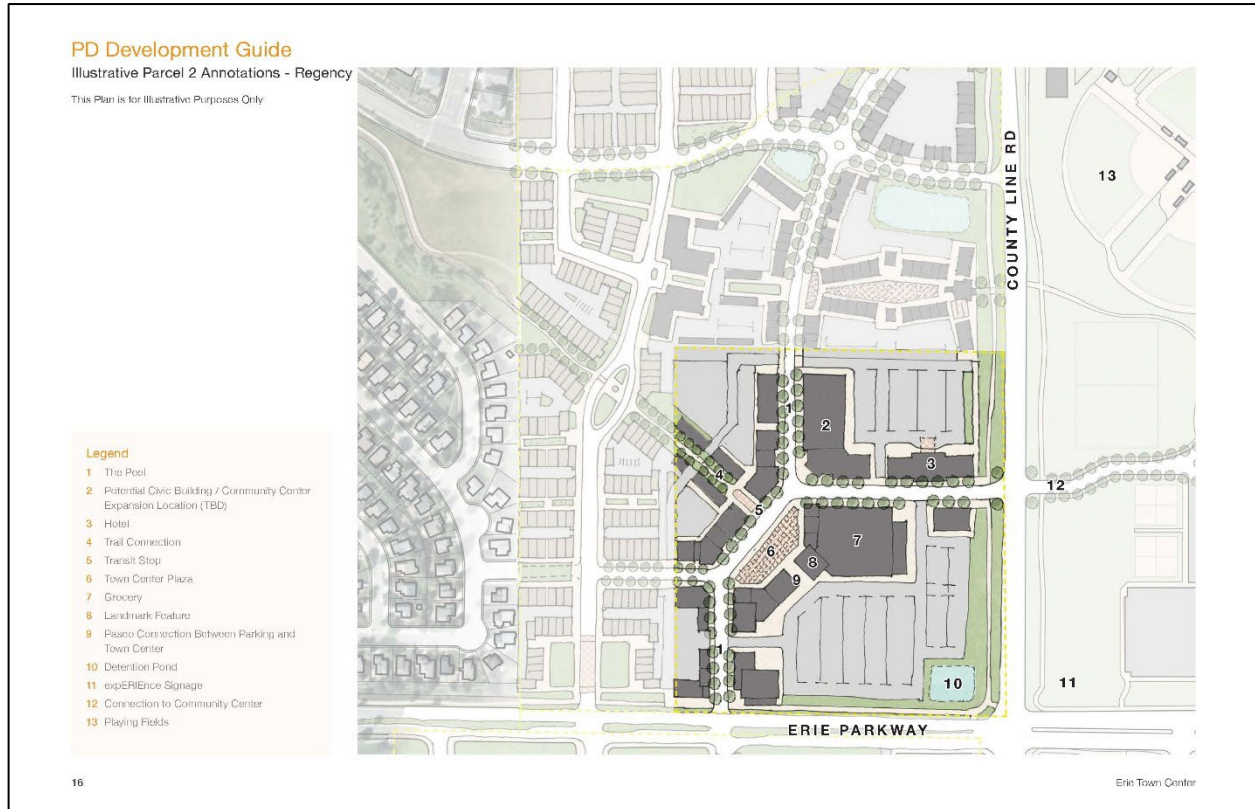 PD Development Guide
Illustrative Parcel 2 Annotations - Regency
This Plan is for Illustrative Purposes Only
13
COUNTY LINE RD
1
2
3
4
12
5
6
7
8
9
1
10
11
ERIE PARKWAY
Legend
1 The Peel
2 Potential Civic Building / Community Center
Expansion Location (TBD)
3 Hotel
4 Trail Connection
5 Transit Stop
6 Town Center Plaza
7 Grocery
8 Landmark Feature
9 Paseo Connection Between Parking and
Town Center
10 Detention Pond
11 expERIEnce Signage
12 Connection to Community Center
13 Playing Fields
16
Erie Town Center